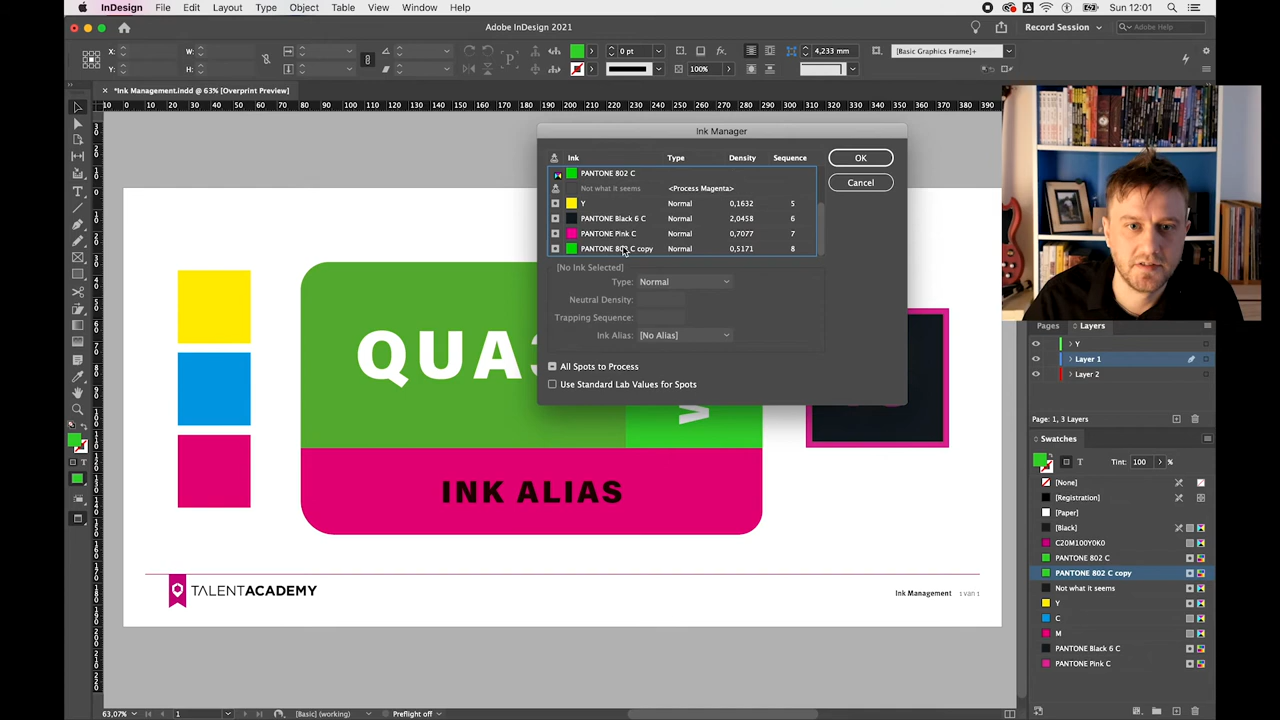 InDesign File Edit Layout Type Object Table View Window Help
SUN 12:01
Adobe InDesign 2021
Record Session
Adobe Help
X:
Y:
W:
H:
0 pt
100%
4,233 mm
[Basic Graphics Frame]+
*Ink Management.indd @ 63% [Overprint Preview]
Ink Manager
Ink Type Density Sequence
PANTONE 802 C
Not what it seems <Process Magenta>
Y Normal 0,1632 5
PANTONE Black 6 C Normal 2,0458 6
PANTONE Pink C Normal 0,7077 7
PANTONE 802 C copy Normal 0,5171 8
OK
Cancel
[No Ink Selected]
Type: Normal
Neutral Density:
Trapping Sequence:
Ink Alias: [No Alias]
All Spots to Process
Use Standard Lab Values for Spots
QUA
INK ALIAS
TALENTACADEMY
Ink Management 1 van 1
Pages Layers
Y
Layer 1
Layer 2
Page: 1, 3 Layers
Swatches
Tint: 100 %
[None]
[Registration]
[Paper]
[Black]
C20M100Y0K0
PANTONE 802 C
PANTONE 802 C copy
Not what it seems
Y
C
M
PANTONE Black 6 C
PANTONE Pink C
63,07% 1 [Basic] (working) Preflight off